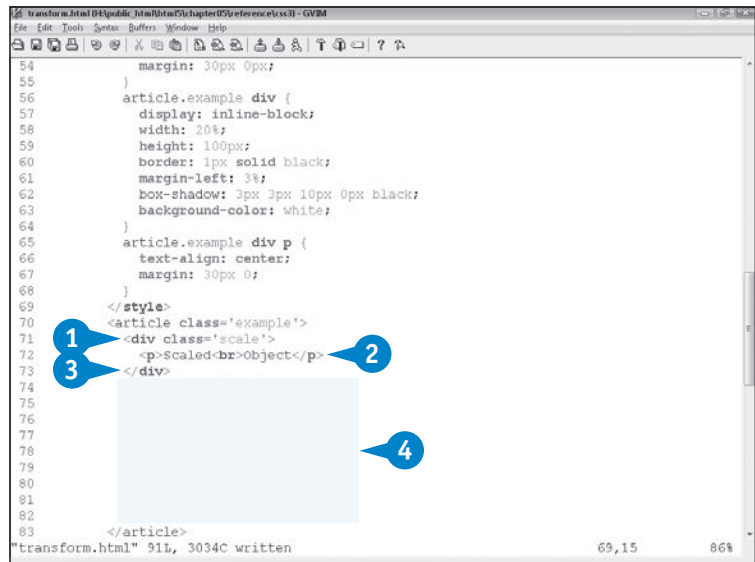 transform.html (H:\public_html\html5\chapter05\reference\css3) - GVIM
File Edit Tools Syntax Buffers Window Help
54 margin: 30px 0px;
55 }
56 article.example div {
57 display: inline-block;
58 width: 20%;
59 height: 100px;
60 border: 1px solid black;
61 margin-left: 3%;
62 box-shadow: 3px 3px 10px 0px black;
63 background-color: white;
64 }
65 article.example div p {
66 text-align: center;
67 margin: 30px 0;
68 }
69 </style>
70 <article class='example'>
71 1 <div class='scale'>
72 <p>Scaled<br>Object</p> 2
73 3 </div>
74
75
76
77
78 4
79
80
81
82
83 </article>
"transform.html" 91L, 3034C written 69,15 86%